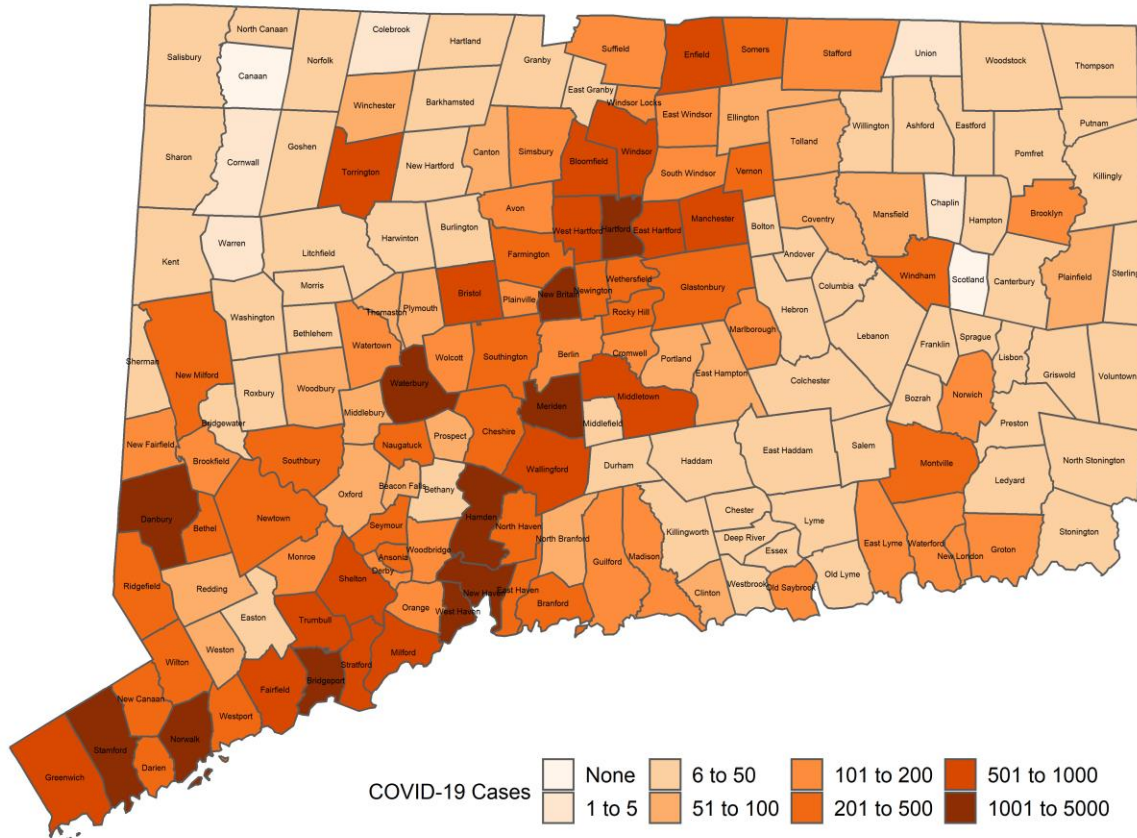 North Canaan
Colebrook
Hartland
Salisbury
Canaan
Norfolk
Granby
Suffield
Enfield
Somers
Stafford
Union
Woodstock
Thompson
East Granby
Winchester
Barkhamsted
Windsor Locks
East Windsor
Ellington
Willington
Ashford
Eastford
Putnam
Sharon
Cornwall
Goshen
Torrington
New Hartford
Canton
Simsbury
Bloomfield
Windsor
South Windsor
Vernon
Tolland
Pomfret
Killingly
Kent
Warren
Litchfield
Harwinton
Burlington
Avon
West Hartford
Hartford
East Hartford
Manchester
Bolton
Coventry
Mansfield
Chaplin
Hampton
Brooklyn
Farmington
Andover
Columbia
Windham
Scotland
Canterbury
Plainfield
Sterling
Morris
Bristol
Plainville
New Britain
Newington
Wethersfield
Glastonbury
Hebron
Washington
Bethlehem
Thomaston
Plymouth
Rocky Hill
Marlborough
Lebanon
Franklin
Sprague
Lisbon
Griswold
Voluntown
Sherman
New Milford
Roxbury
Woodbury
Watertown
Wolcott
Southington
Berlin
Cromwell
Portland
East Hampton
Colchester
Bozrah
Norwich
Preston
Waterbury
Meriden
Middletown
Middlefield
Bridgewater
Middlebury
New Fairfield
Brookfield
Southbury
Naugatuck
Prospect
Cheshire
Wallingford
Durham
Haddam
East Haddam
Salem
Montville
North Stonington
Ledyard
Danbury
Bethel
Newtown
Oxford
Beacon Falls
Bethany
Hamden
North Haven
Chester
Lyme
Killingworth
Deep River
Essex
Ridgefield
Redding
Monroe
Seymour
Ansonia
Derby
Woodbridge
North Branford
Guilford
Madison
Clinton
Westbrook
Old Saybrook
Old Lyme
East Lyme
Waterford
New London
Groton
Stonington
Easton
Shelton
Orange
New Haven
West Haven
East Haven
Branford
Wilton
Weston
Trumbull
Stratford
Milford
New Canaan
Westport
Fairfield
Bridgeport
Greenwich
Stamford
Darien
Norwalk
COVID-19 Cases
None
6 to 50
101 to 200
501 to 1000
1 to 5
51 to 100
201 to 500
1001 to 5000